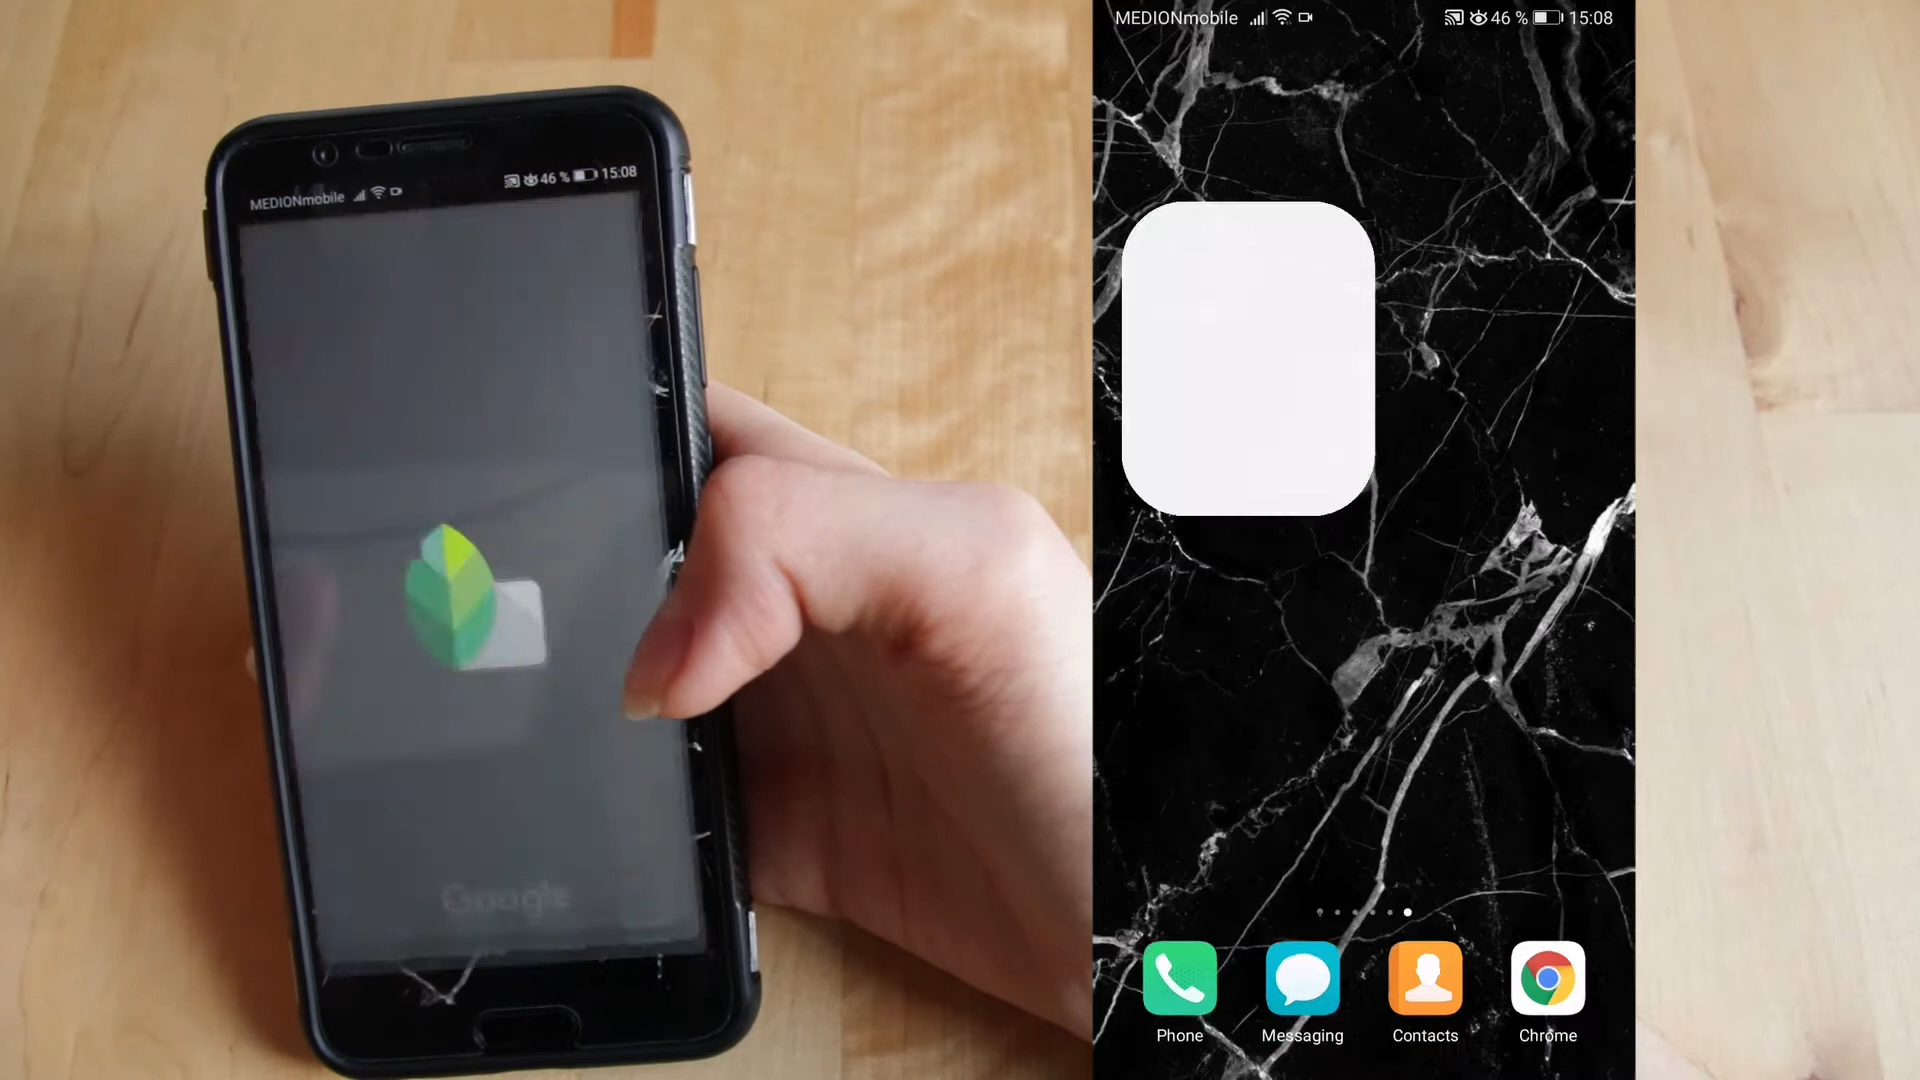 MEDIONmobile
46 % 15:08
Google
MEDIONmobile
46 % 15:08
Phone
Messaging
Contacts
Chrome